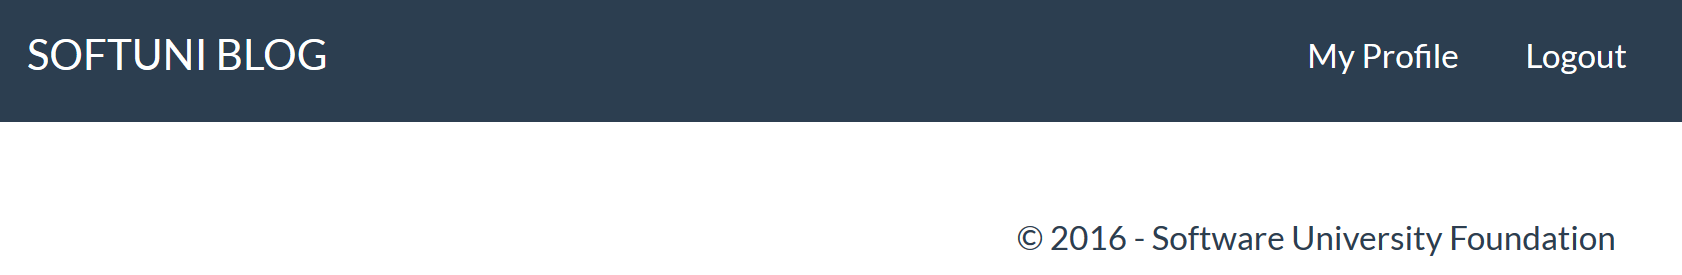 SOFTUNI BLOG My Profile Logout
© 2016 - Software University Foundation